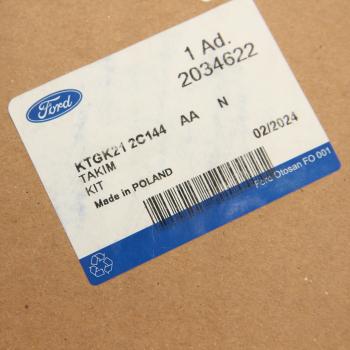 1 Ad.
2034622
Ford
KTGK21 2C144 AA N
TAKIM
KIT
02/2024
Made in POLAND
Ford Otosan FO 001